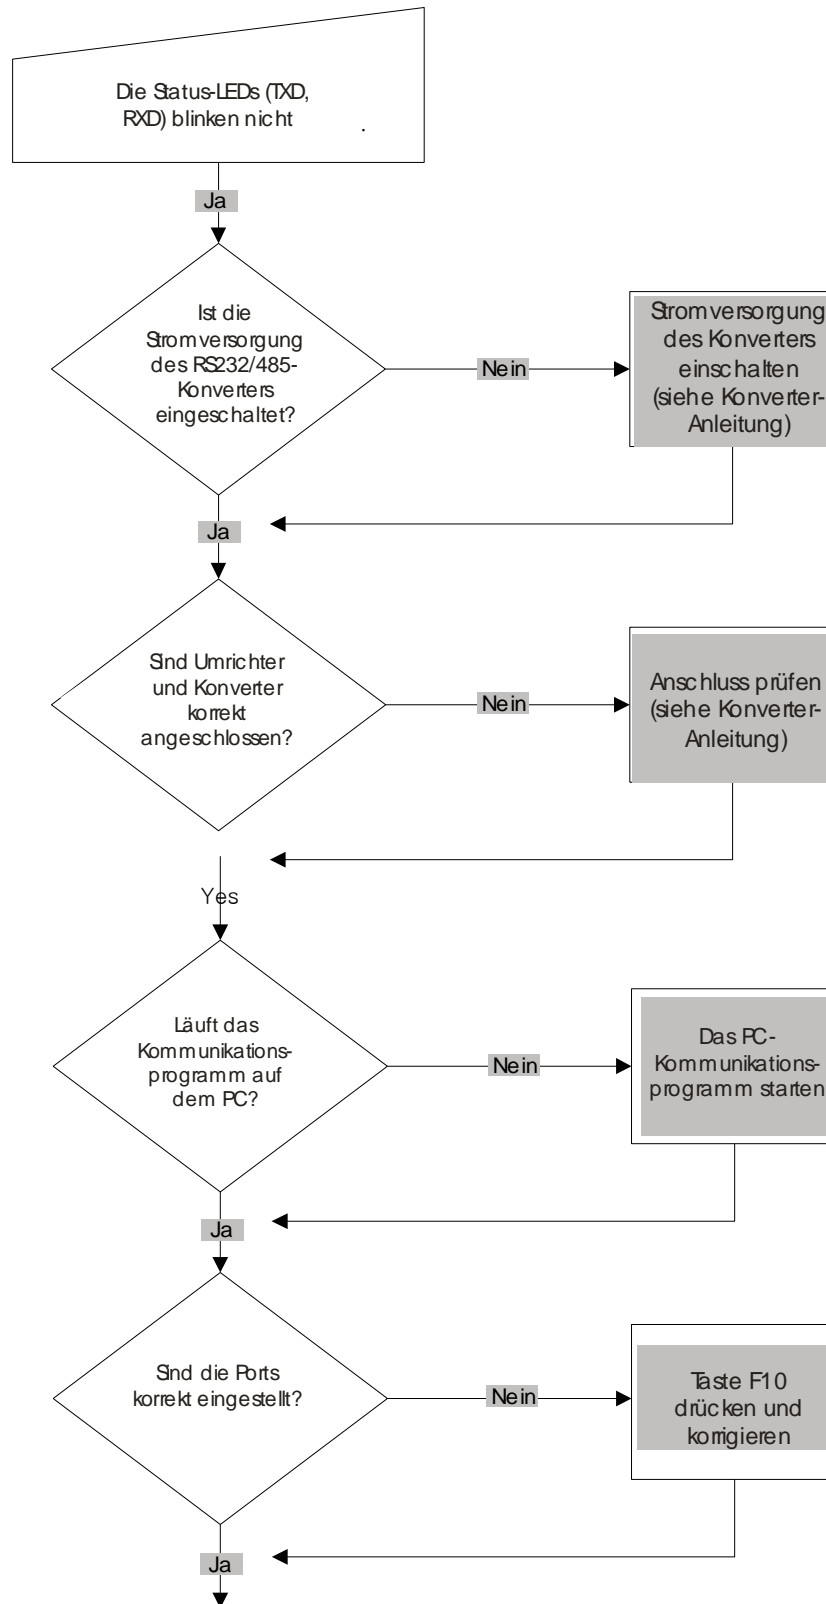 Die Status-LEDs (TXD,
RXD) blinken nicht .
Ja
Ist die
Stromversorgung
des RS232/485-
Konverters
eingeschaltet?
Nein
Stromversorgung
des Konverters
einschalten
(siehe Konverter-
Anleitung)
Ja
Sind Umrichter
und Konverter
korrekt
angeschlossen?
Nein
Anschluss prüfen
(siehe Konverter-
Anleitung)
Yes
Läuft das
Kommunikations-
programm auf
dem PC?
Nein
Das PC-
Kommunikations-
programm starten
Ja
Sind die Ports
korrekt eingestellt?
Nein
Taste F10
drücken und
korrigieren
Ja